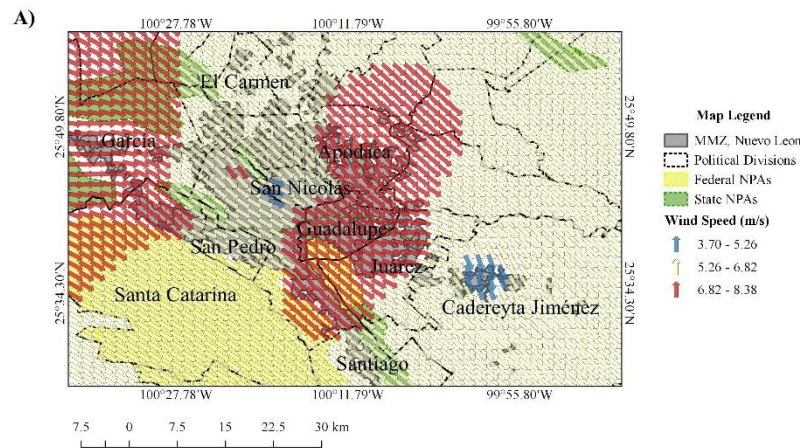 A)
100°27.78'W 100°11.79'W 99°55.80'W
25°49.80'N 25°34.30'N
El Carmen
García
Apodaca
San Nicolás
Guadalupe
San Pedro
Juárez
Santa Catarina
Cadereyta Jiménez
Santiago
25°49.80'N 25°34.30'N
100°27.78'W 100°11.79'W 99°55.80'W
7.5 0 7.5 15 22.5 30 km
Map Legend
MMZ, Nuevo Leon
Political Divisions
Federal NPAs
State NPAs
Wind Speed (m/s)
3.70 - 5.26
5.26 - 6.82
6.82 - 8.38